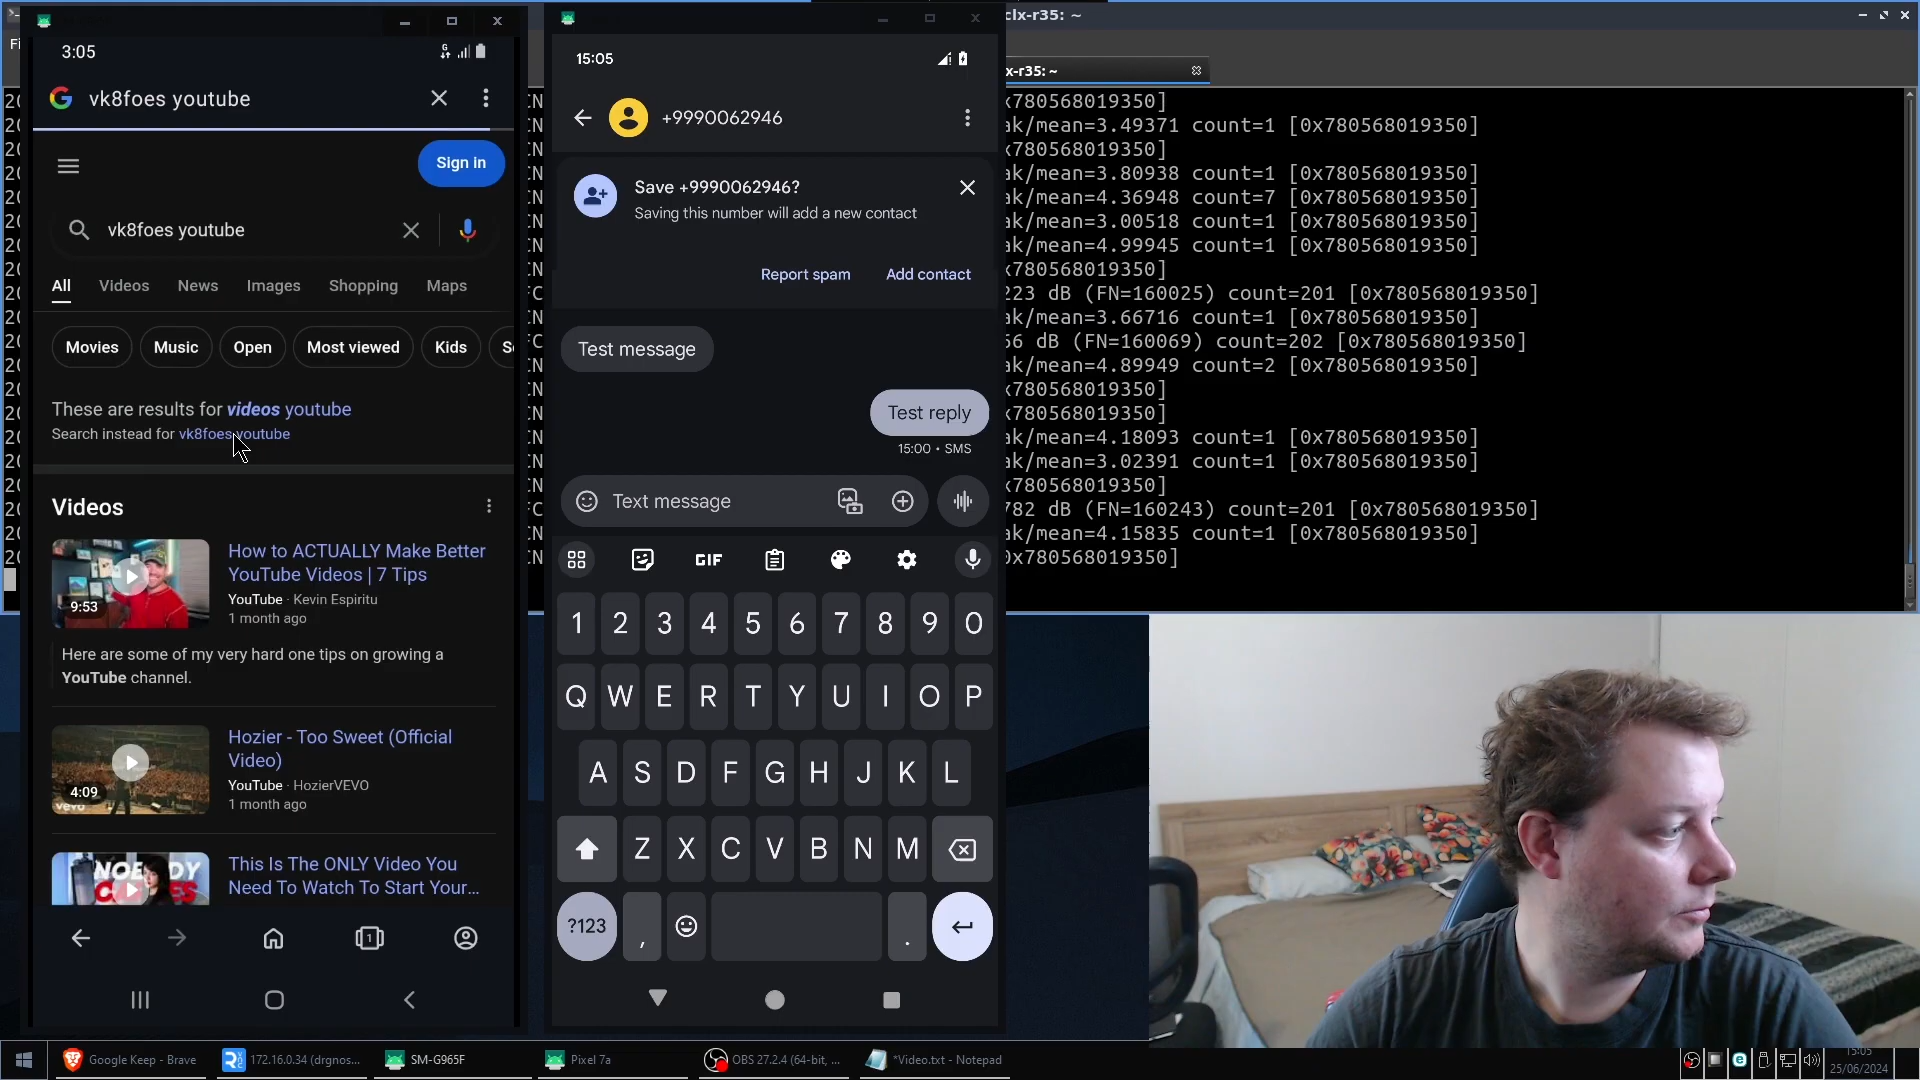 3:05
vk8foes youtube
Sign in
vk8foes youtube
All Videos News Images Shopping Maps
Movies Music Open Most viewed Kids
These are results for videos youtube
Search instead for vk8foes youtube
Videos
How to ACTUALLY Make Better
YouTube Videos | 7 Tips
YouTube · Kevin Espiritu
1 month ago
9:53
Here are some of my very hard one tips on growing a
YouTube channel.
Hozier - Too Sweet (Official
Video)
YouTube · HozierVEVO
1 month ago
4:09
vevo
This Is The ONLY Video You
Need To Watch To Start Your...
1
15:05
+9990062946
Save +9990062946?
Saving this number will add a new contact
Report spam Add contact
Test message
Test reply
15:00 • SMS
Text message
GIF
1 2 3 4 5 6 7 8 9 0
Q W E R T Y U I O P
A S D F G H J K L
Z X C V B N M
?123 , .
clx-r35: ~
x-r35: ~
x780568019350]
ak/mean=3.49371 count=1 [0x780568019350]
x780568019350]
ak/mean=3.80938 count=1 [0x780568019350]
ak/mean=4.36948 count=7 [0x780568019350]
ak/mean=3.00518 count=1 [0x780568019350]
ak/mean=4.99945 count=1 [0x780568019350]
x780568019350]
223 dB (FN=160025) count=201 [0x780568019350]
ak/mean=3.66716 count=1 [0x780568019350]
56 dB (FN=160069) count=202 [0x780568019350]
ak/mean=4.89949 count=2 [0x780568019350]
x780568019350]
x780568019350]
ak/mean=4.18093 count=1 [0x780568019350]
ak/mean=3.02391 count=1 [0x780568019350]
x780568019350]
782 dB (FN=160243) count=201 [0x780568019350]
ak/mean=4.15835 count=1 [0x780568019350]
0x780568019350]
Google Keep - Brave
172.16.0.34 (drgnos...
SM-G965F
Pixel 7a
OBS 27.2.4 (64-bit, ...
*Video.txt - Notepad
15:05
25/06/2024